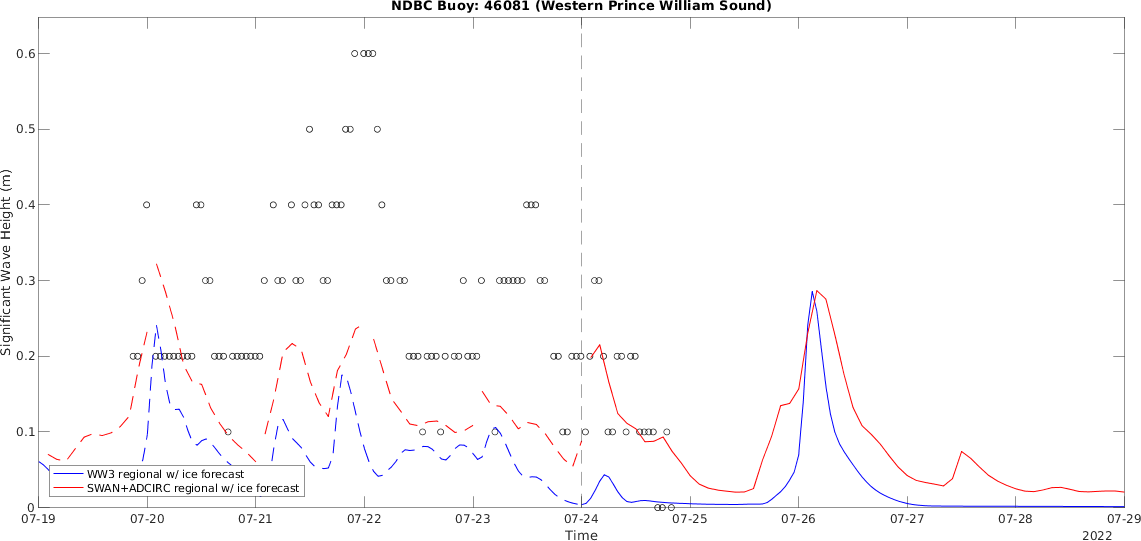 NDBC Buoy: 46081 (Western Prince William Sound)
0.6
0.5
0.4
0.3
0.2
0.1
0
Significant Wave Height (m)
WW3 regional w/ ice forecast
SWAN+ADCIRC regional w/ ice forecast
07-19 07-20 07-21 07-22 07-23 07-24 07-25 07-26 07-27 07-28 07-29
Time
2022